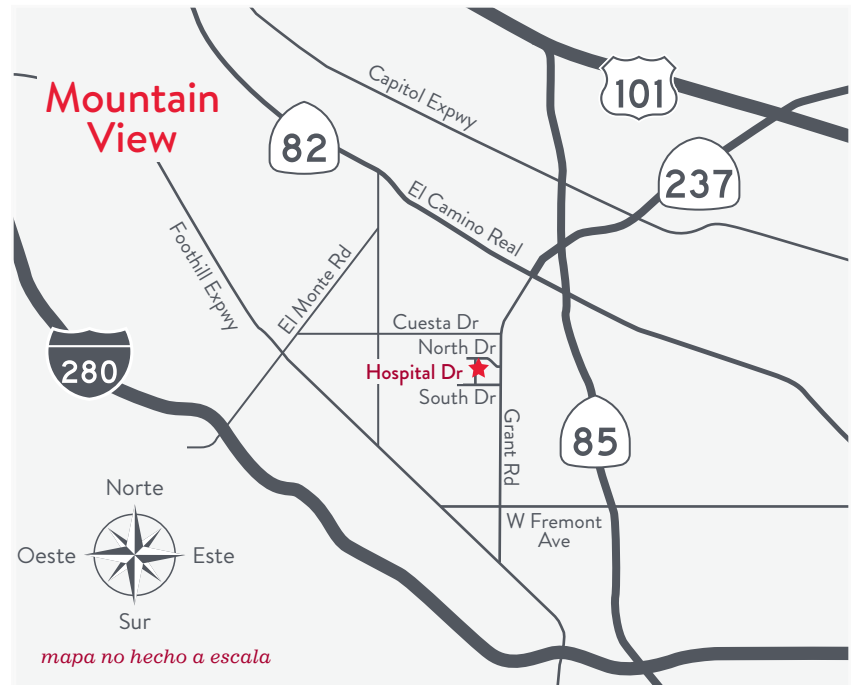 Mountain
View
101
Capitol Expwy
82
237
El Camino Real
Foothill Expwy
El Monte Rd
Cuesta Dr
North Dr
280
Hospital Dr
South Dr
Grant Rd
85
W Fremont
Ave
Norte
Oeste
Este
Sur
mapa no hecho a escala